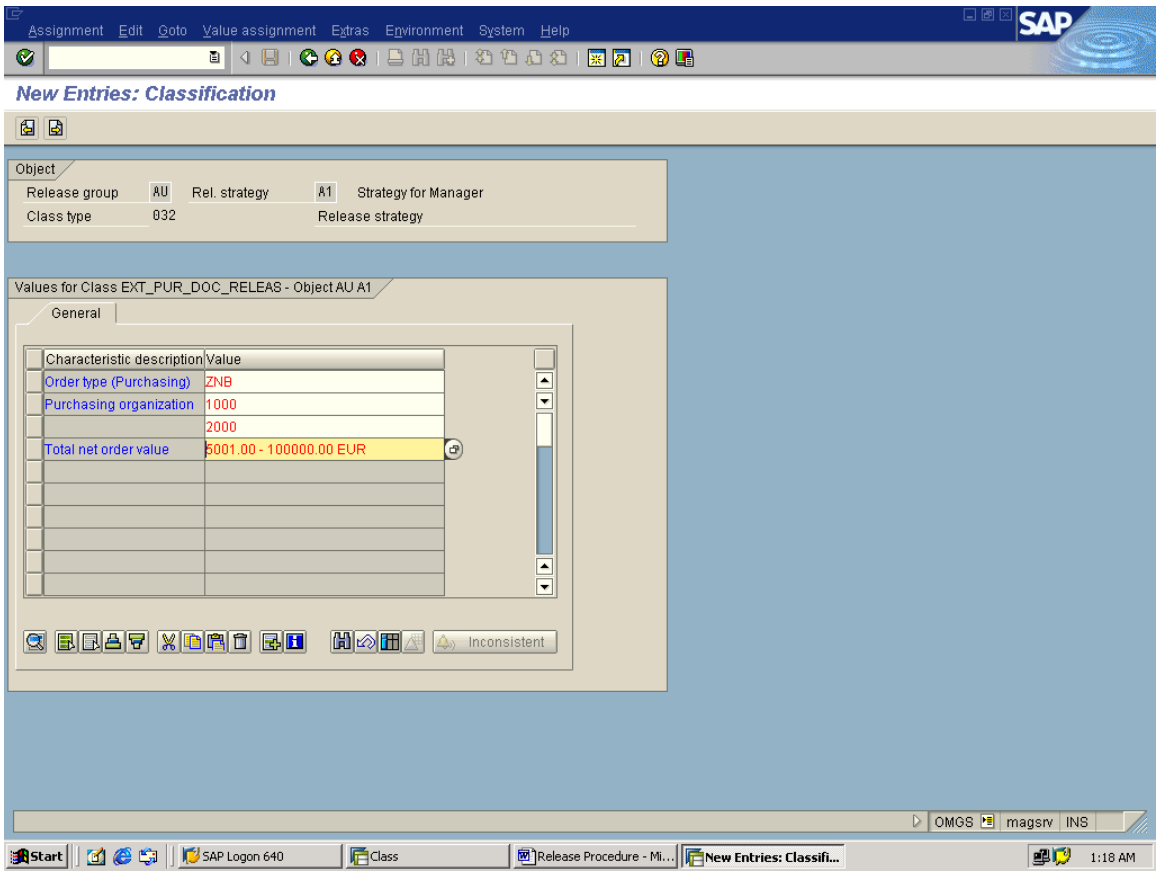 Assignment Edit Goto Value assignment Extras Environment System Help
SAP
New Entries: Classification
Object
Release group AU Rel. strategy A1 Strategy for Manager
Class type 032 Release strategy
Values for Class EXT_PUR_DOC_RELEAS - Object AU A1
General
Characteristic description Value
Order type (Purchasing) ZNB
Purchasing organization 1000
2000
Total net order value 5001.00 - 100000.00 EUR
Inconsistent
OMGS magsrv INS
Start SAP Logon 640 Class Release Procedure - Mi... New Entries: Classifi... 1:18 AM